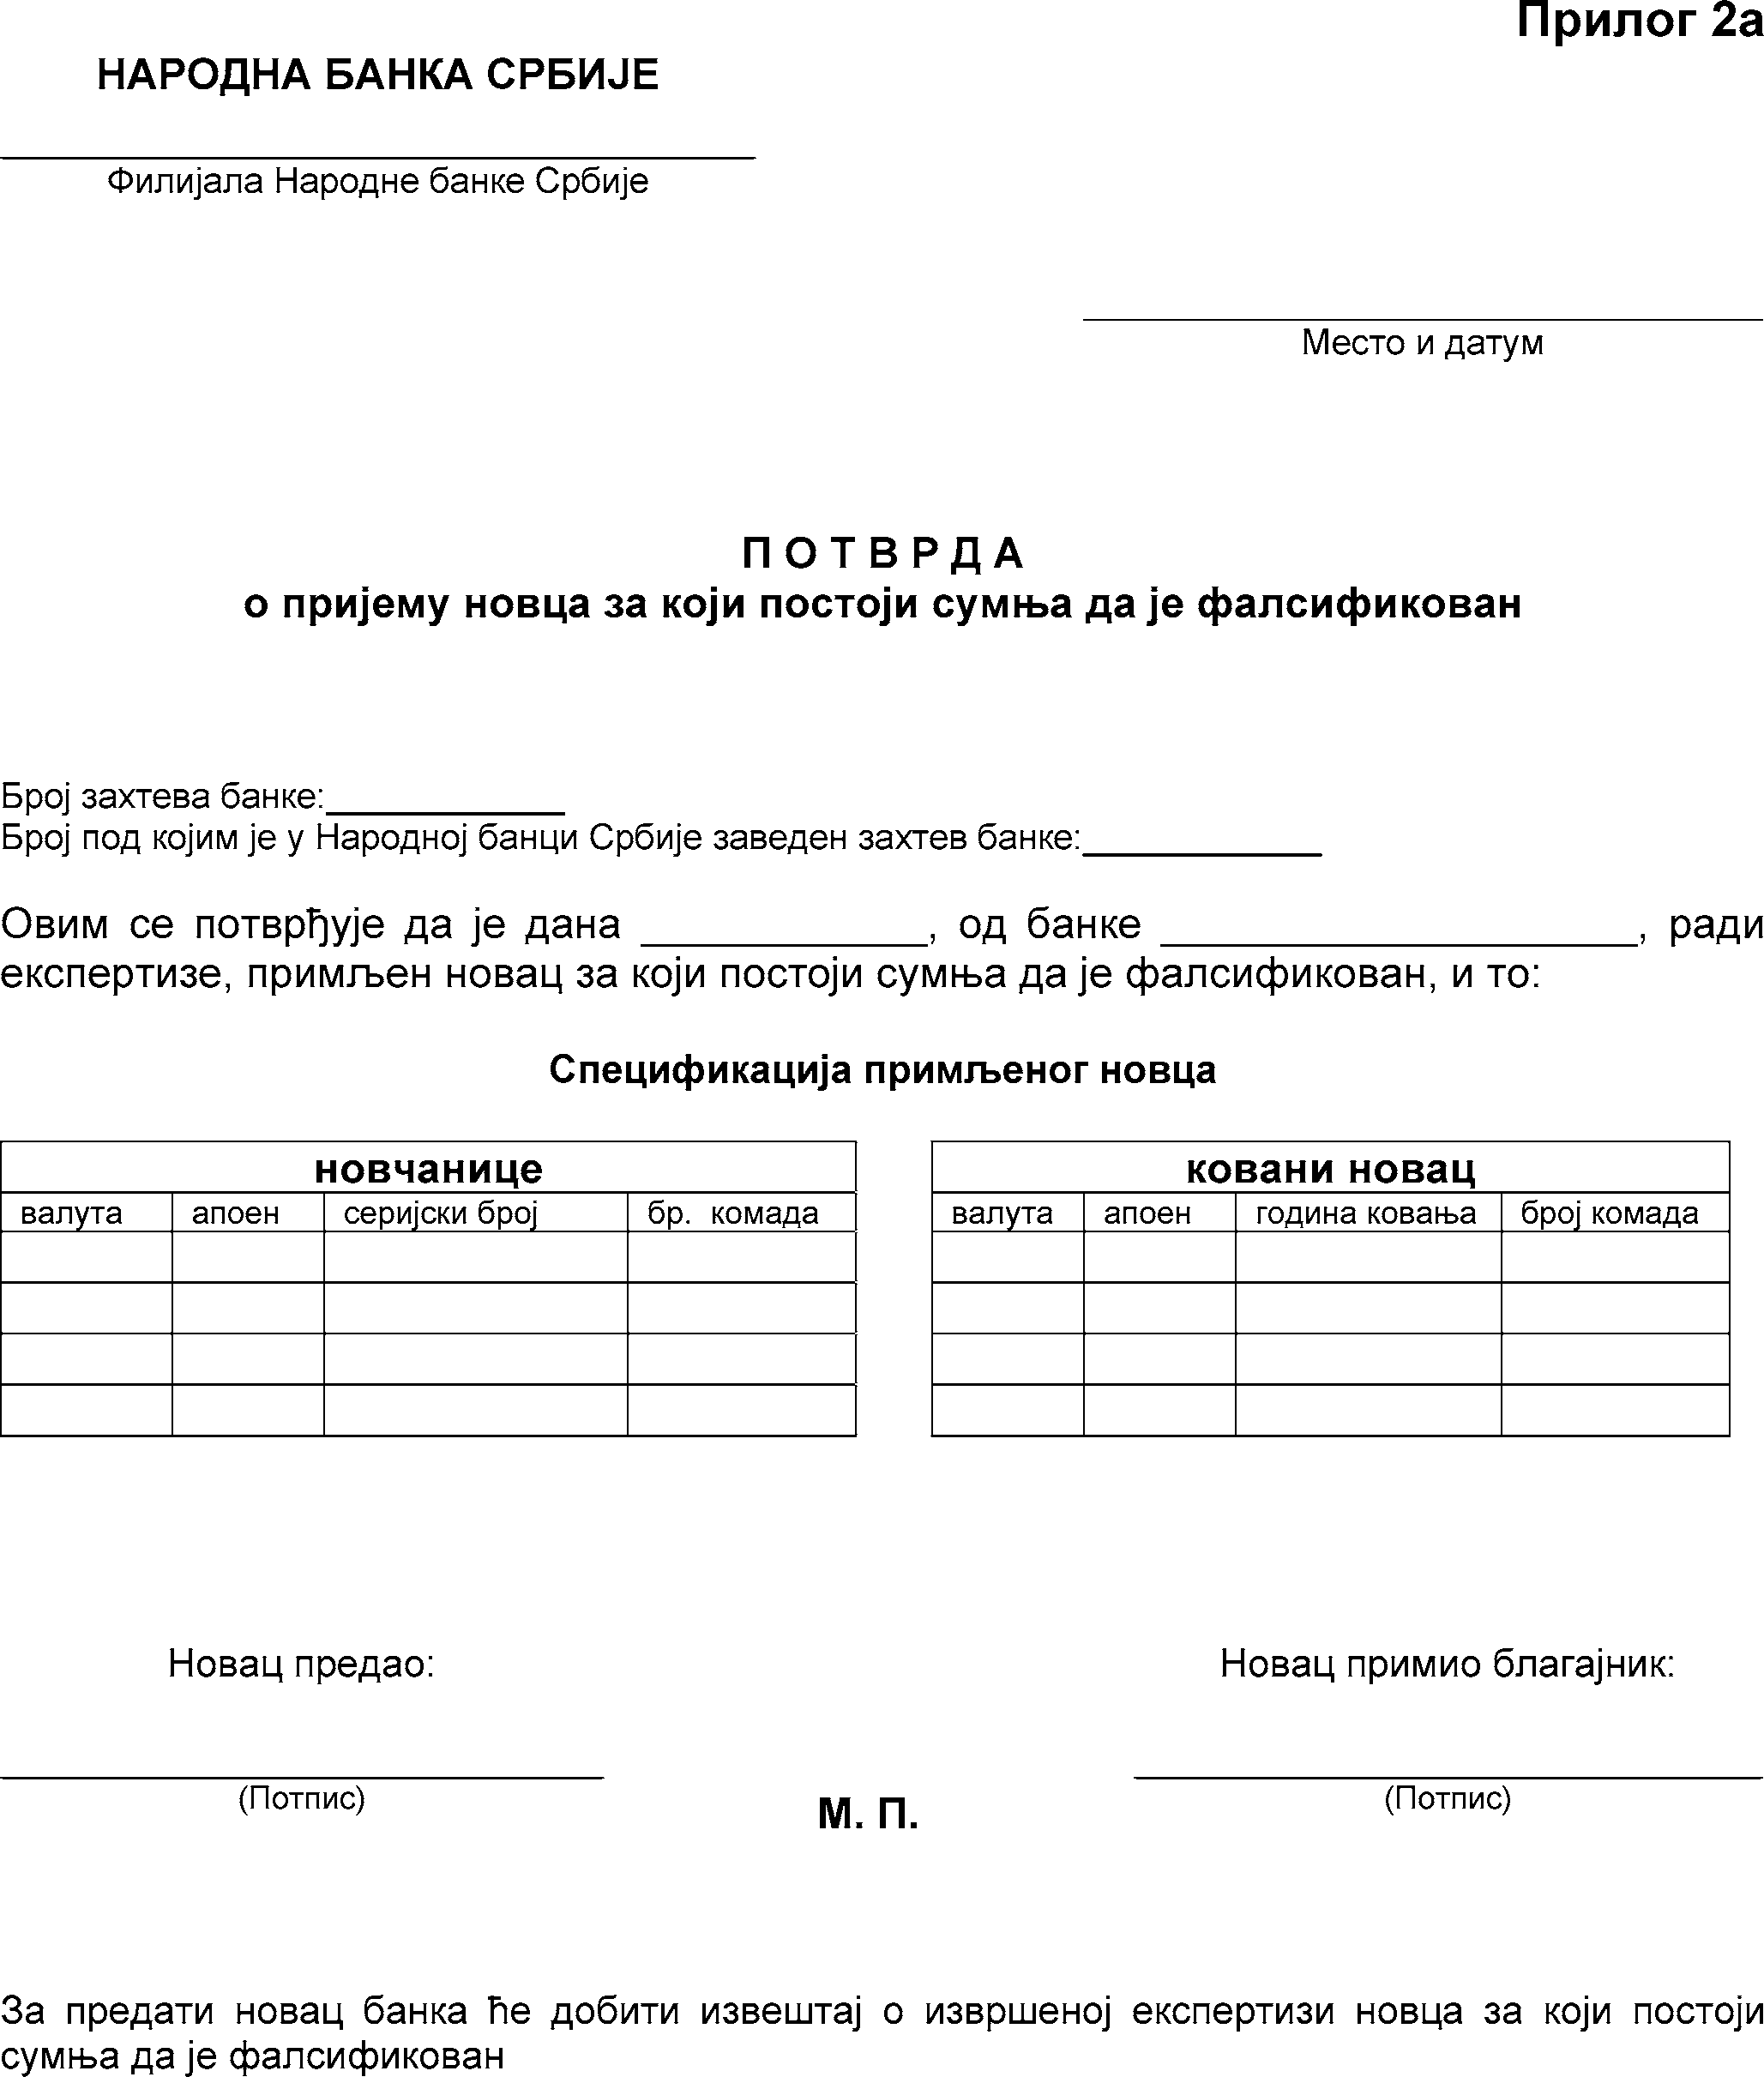 Прилог 2а
НАРОДНА БАНКА СРБИЈЕ
Филијала Народне банке Србије
Место и датум
П О Т В Р Д А
о пријему новца за који постоји сумња да је фалсификован
Број захтева банке:____________
Број под којим је у Народној банци Србије заведен захтев банке:____________
Овим се потврђује да је дана ____________, од банке ____________________, ради
експертизе, примљен новац за који постоји сумња да је фалсификован, и то:
Спецификација примљеног новца
новчанице ковани новац
валута апоен серијски број бр. комада валута апоен година ковања број комада
Новац предао: Новац примио благајник:
(Потпис) (Потпис)
М. П.
За предати новац банка ће добити извештај о извршеној експертизи новца за који постоји
сумња да је фалсификован